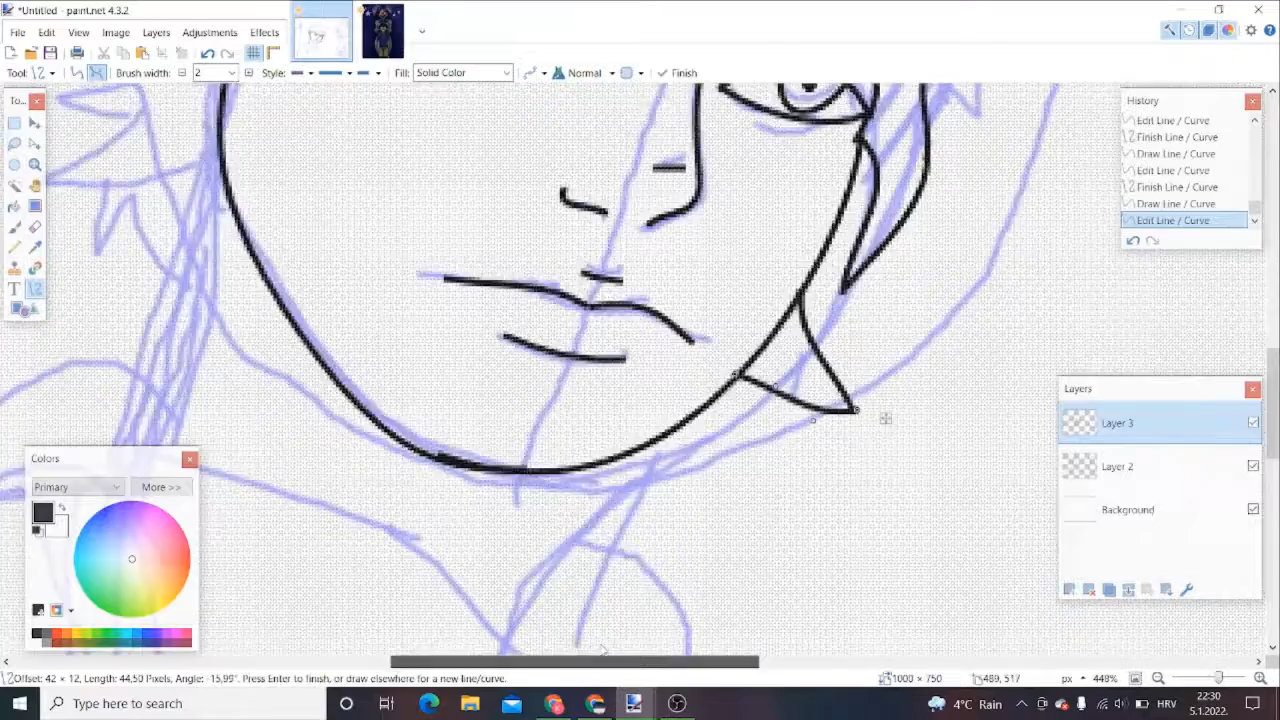 *Untitled - paint.net 4.3.2
File Edit View Image Layers Adjustments Effects
Tool: Brush width: 2 Style: Fill: Solid Color Normal Finish
To...
History
Edit Line / Curve
Finish Line / Curve
Draw Line / Curve
Edit Line / Curve
Finish Line / Curve
Draw Line / Curve
Edit Line / Curve
Layers
Layer 3
Layer 2
Background
Colors
Primary More >>
Offset: 42 x 12, Length: 44,50 Pixels, Angle: -15,99°. Press Enter to finish, or draw elsewhere for a new line/curve. 1000 × 750 489, 517 px 448%
Type here to search 4°C Rain HRV 22:30
5.1.2022.